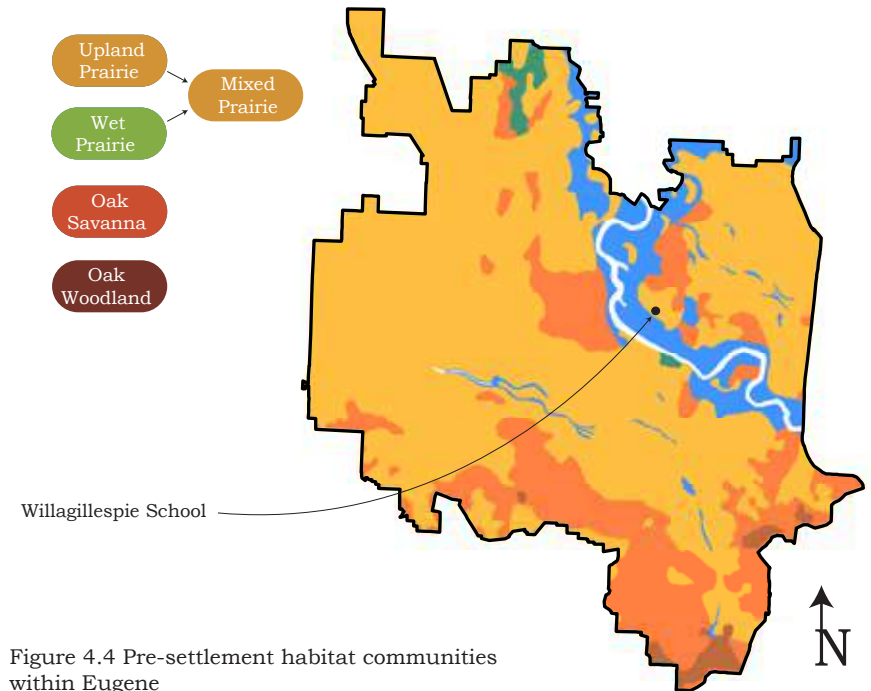 Upland
Prairie
Mixed
Prairie
Wet
Prairie
Oak
Savanna
Oak
Woodland
Willagillespie School
N
Figure 4.4 Pre-settlement habitat communities
within Eugene